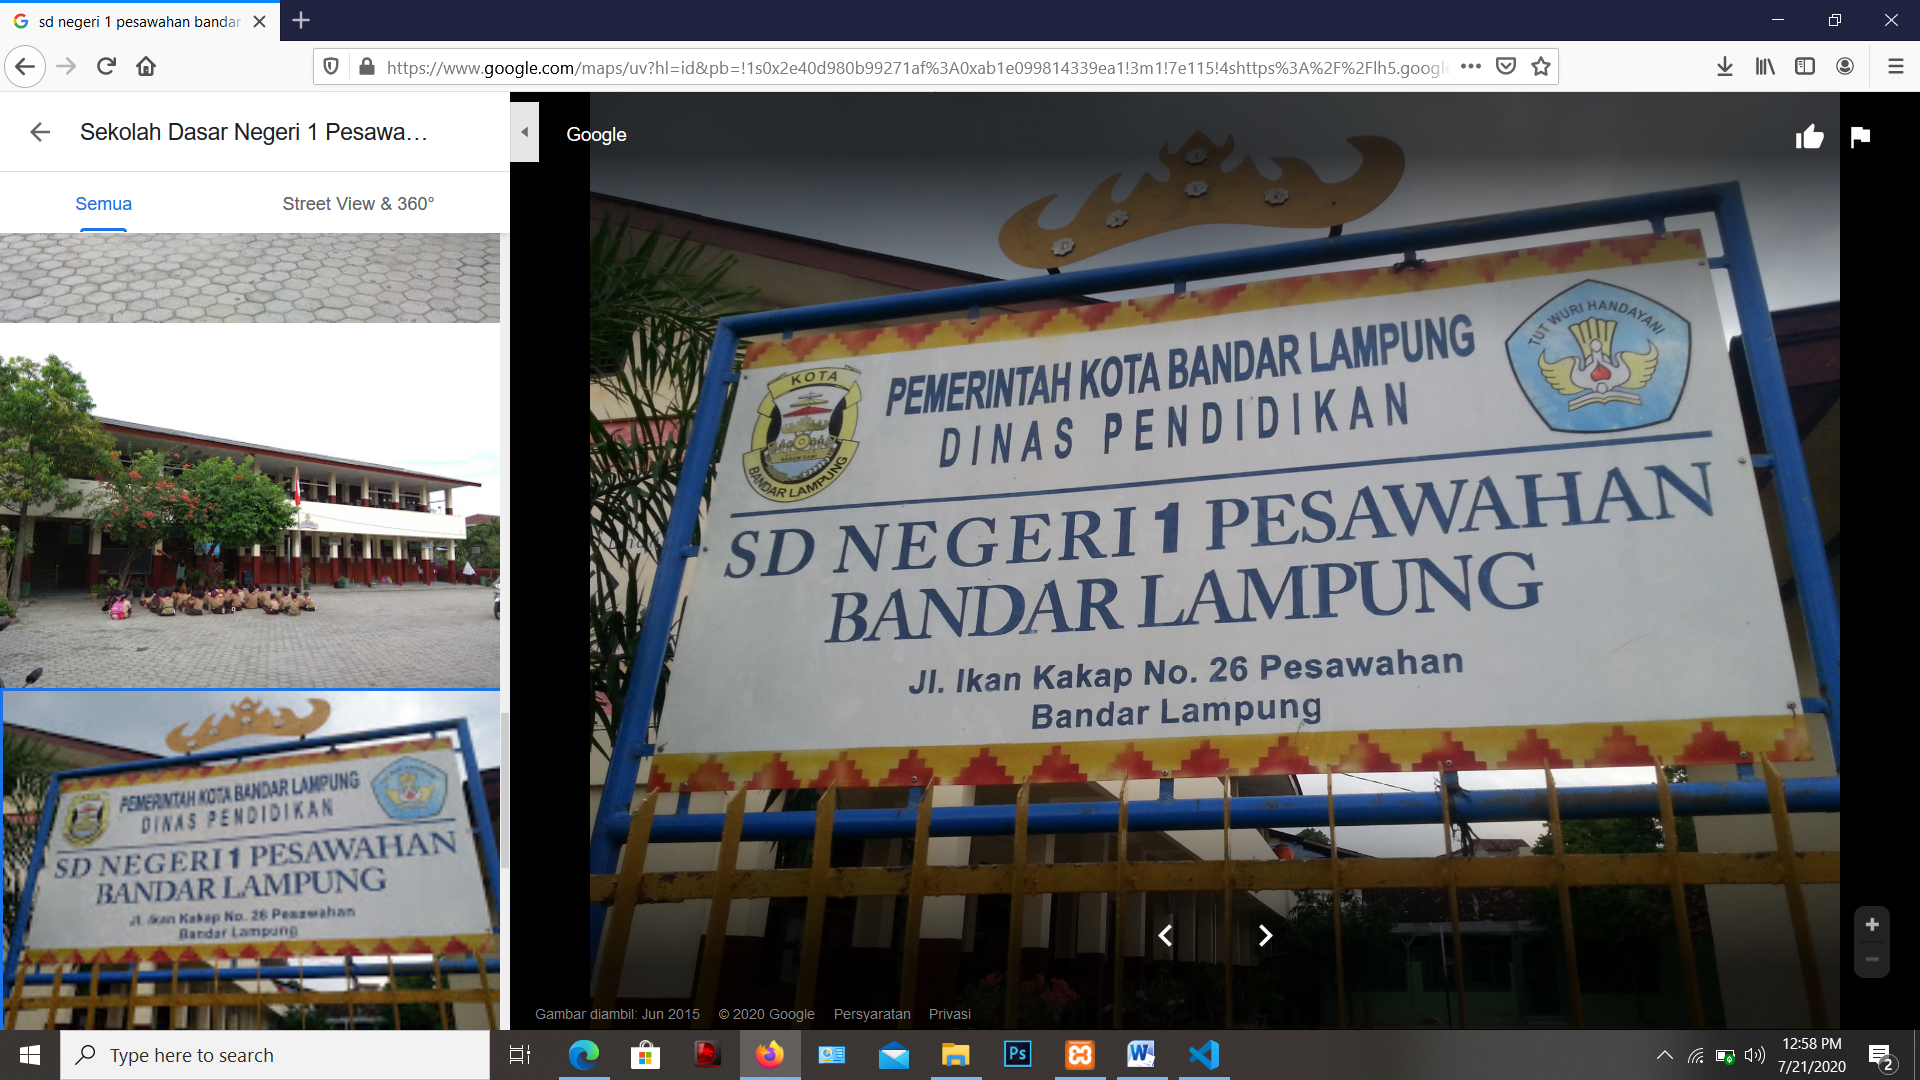 sd negeri 1 pesawahan bandar
https://www.google.com/maps/uv?hl=id&pb=!1s0x2e40d980b99271af%3A0xab1e099814339ea1!3m1!7e115!4shttps%3A%2F%2Flh5.google
Sekolah Dasar Negeri 1 Pesawa...
Semua
Street View & 360°
PEMERINTAH KOTA BANDAR LAMPUNG
DINAS PENDIDIKAN
SD NEGERI 1 PESAWAHAN
BANDAR LAMPUNG
Jl. Ikan Kakap No. 26 Pesawahan
Bandar Lampung
Google
PEMERINTAH KOTA BANDAR LAMPUNG
DINAS PENDIDIKAN
KOTA
BANDAR LAMPUNG
TUT WURI HANDAYANI
SD NEGERI 1 PESAWAHAN
BANDAR LAMPUNG
Jl. Ikan Kakap No. 26 Pesawahan
Bandar Lampung
Gambar diambil: Jun 2015 © 2020 Google Persyaratan Privasi
Type here to search
Ps
W
12:58 PM
7/21/2020
2